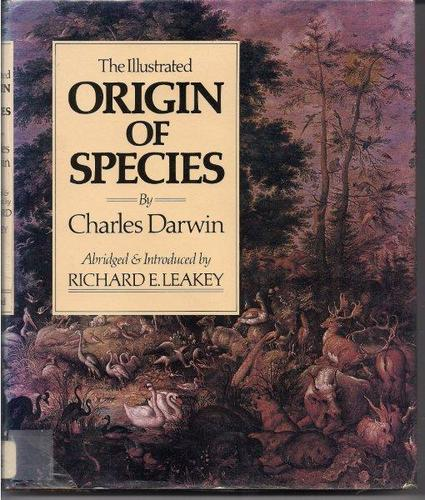 The Illustrated
ORIGIN
OF
SPECIES
By
Charles Darwin
Abridged & Introduced by
RICHARD E. LEAKEY